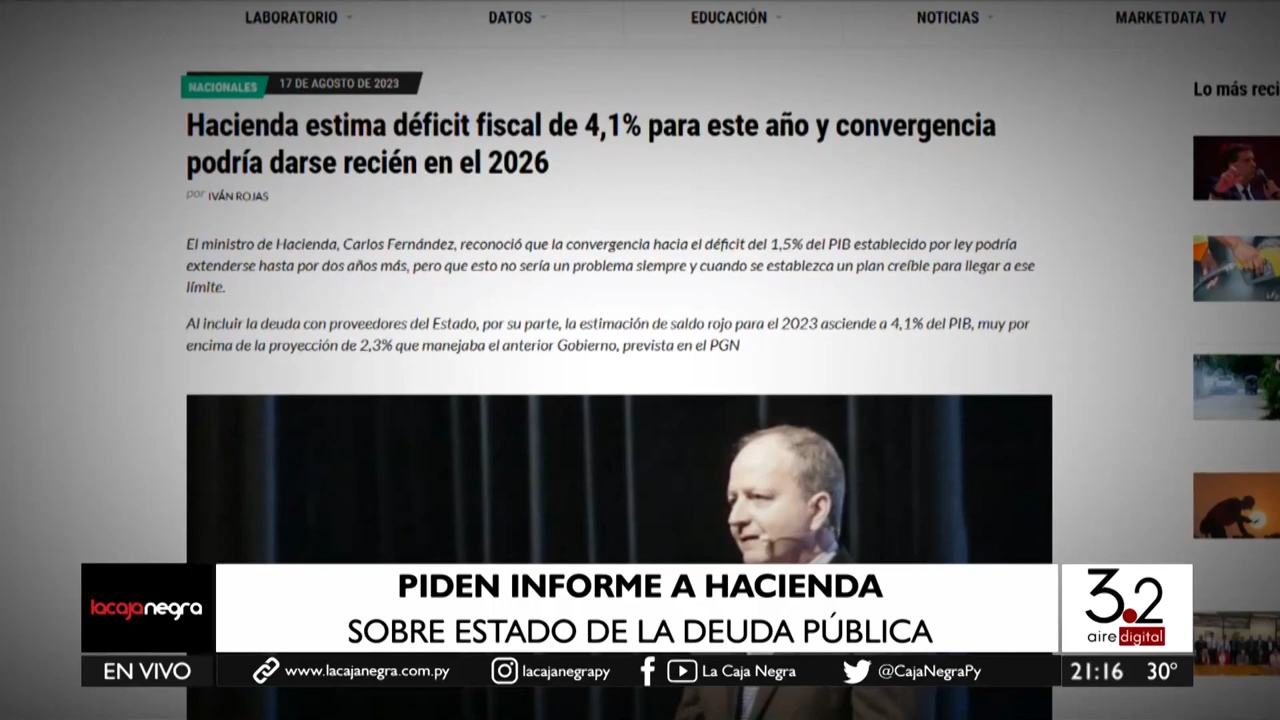 LABORATORIO DATOS EDUCACIÓN NOTICIAS MARKETDATA TV
NACIONALES 17 DE AGOSTO DE 2023
Lo más reci
Hacienda estima déficit fiscal de 4,1% para este año y convergencia
podría darse recién en el 2026
por IVÁN ROJAS
El ministro de Hacienda, Carlos Fernández, reconoció que la convergencia hacia el déficit del 1,5% del PIB establecido por ley podría
extenderse hasta por dos años más, pero que esto no sería un problema siempre y cuando se establezca un plan creíble para llegar a ese
límite.
Al incluir la deuda con proveedores del Estado, por su parte, la estimación de saldo rojo para el 2023 asciende a 4,1% del PIB, muy por
encima de la proyección de 2,3% que manejaba el anterior Gobierno, prevista en el PGN
lacajanegra
PIDEN INFORME A HACIENDA
SOBRE ESTADO DE LA DEUDA PÚBLICA
3.2
aire digital
EN VIVO www.lacajanegra.com.py lacajanegrapy La Caja Negra @CajaNegraPy 21:16 30°